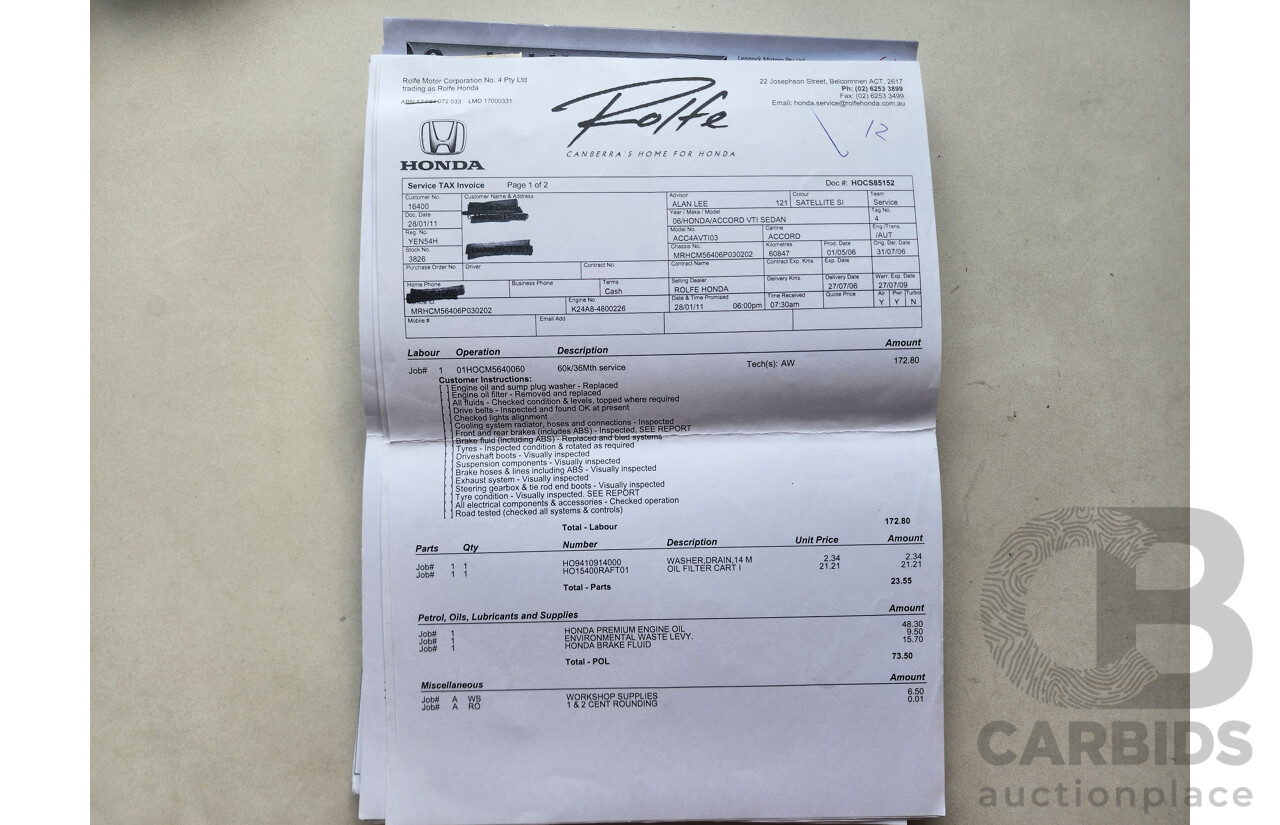 Lennock Motors Pty Ltd
Rolfe Motor Corporation No. 4 Pty Ltd
trading as Rolfe Honda
072 033 LMD 17000331
Rolfe
CANBERRA'S HOME FOR HONDA
22 Josephson Street, Belconnnen ACT, 2617
Ph: (02) 6253 3899
Fax: (02) 6253 3499
Email: honda.service@rolfehonda.com.au
12
HONDA
Service TAX Invoice Page 1 of 2 Doc #: HOCS85152
Customer No. Customer Name & Address Advisor Colour Team
16400 ALAN LEE 121 SATELLITE SI Service
Doc. Date Year / Make / Model Tag No.
28/01/11 06/HONDA/ACCORD VTI SEDAN 4
Reg. No. Model No. Carline Eng./Trans.
YEN54H ACC4AVTI03 ACCORD /AUT
Stock No. Chassis No. Kilometres Prod. Date Orig. Del. Date
3826 MRHCM56406P030202 60847 01/05/06 31/07/06
Purchase Order No. Driver Contract No. Contract Name Contract Exp. Kms Exp. Date
Home Phone Business Phone Terms Selling Dealer Delivery Kms. Delivery Date Warr. Exp. Date
Cash ROLFE HONDA 27/07/06 27/07/09
Engine No. Date & Time Promised Time Received Quote Price Air Pwr Turbo
MRHCM56406P030202 K24A8-4800226 28/01/11 06:00pm 07:30am Y Y N
Mobile # Email Add
Labour Operation Description Amount
Job# 1 01HOCM5640060 60k/36Mth service Tech(s): AW 172.80
Customer Instructions:
[ ] Engine oil and sump plug washer - Replaced
[ ] Engine oil filter - Removed and replaced
[ ] All fluids - Checked condition & levels, topped where required
[ ] Drive belts - Inspected and found OK at present
[ ] Checked lights alignment
[ ] Cooling system radiator, hoses and connections - Inspected
[ ] Front and rear brakes (includes ABS) - Inspected, SEE REPORT
[ ] Brake fluid (including ABS) - Replaced and bled systems
[ ] Tyres - Inspected condition & rotated as required
[ ] Driveshaft boots - Visually inspected
[ ] Suspension components - Visually inspected
[ ] Brake hoses & lines including ABS - Visually inspected
[ ] Exhaust system - Visually inspected
[ ] Steering gearbox & tie rod end boots - Visually inspected
[ ] Tyre condition - Visually inspected. SEE REPORT
[ ] All electrical components & accessories - Checked operation
[ ] Road tested (checked all systems & controls)
Total - Labour 172.80
Parts Qty Number Description Unit Price Amount
Job# 1 1 HO9410914000 WASHER,DRAIN,14 M 2.34 2.34
Job# 1 1 HO15400RAFT01 OIL FILTER CART I 21.21 21.21
Total - Parts 23.55
Petrol, Oils, Lubricants and Supplies Amount
Job# 1 HONDA PREMIUM ENGINE OIL 48.30
Job# 1 ENVIRONMENTAL WASTE LEVY. 9.50
Job# 1 HONDA BRAKE FLUID 15.70
Total - POL 73.50
Miscellaneous Amount
Job# A WS WORKSHOP SUPPLIES 6.50
Job# A RO 1 & 2 CENT ROUNDING 0.01
CB
CARBIDS
auctionplace